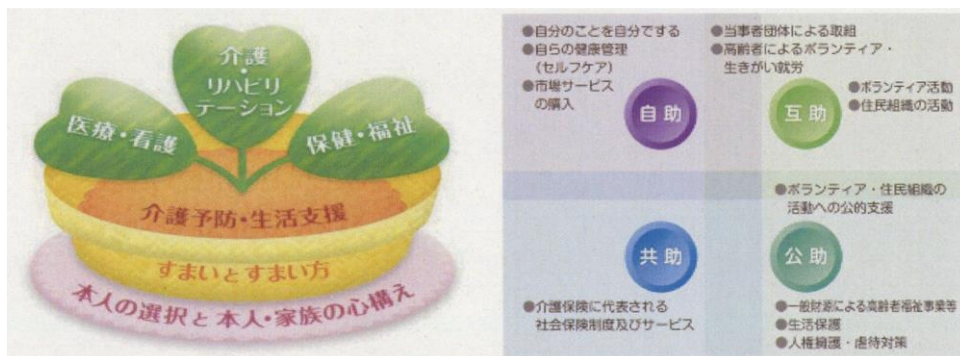 介護
・
リハビリ
テーション
医療・看護
保健・福祉
介護予防・生活支援
すまいとすまい方
本人の選択と本人・家族の心構え
●自分のことを自分でする
●自らの健康管理
(セルフケア)
●市場サービス
の購入
自助
●当事者団体による取組
●高齢者によるボランティア・
生きがい就労
●ボランティア活動
●住民組織の活動
互助
共助
●介護保険に代表される
社会保険制度及びサービス
●ボランティア・住民組織の
活動への公的支援
公助
●一般財源による高齢者福祉事業等
●生活保護
●人権擁護・虐待対策